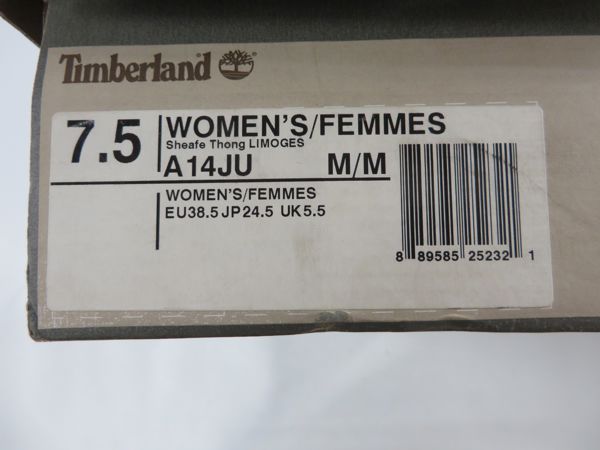 Timberland
7.5
WOMEN'S/FEMMES
Sheafe Thong LIMOGES
A14JU M/M
WOMEN'S/FEMMES
EU38.5 JP24.5 UK5.5
8 89585 25232 1